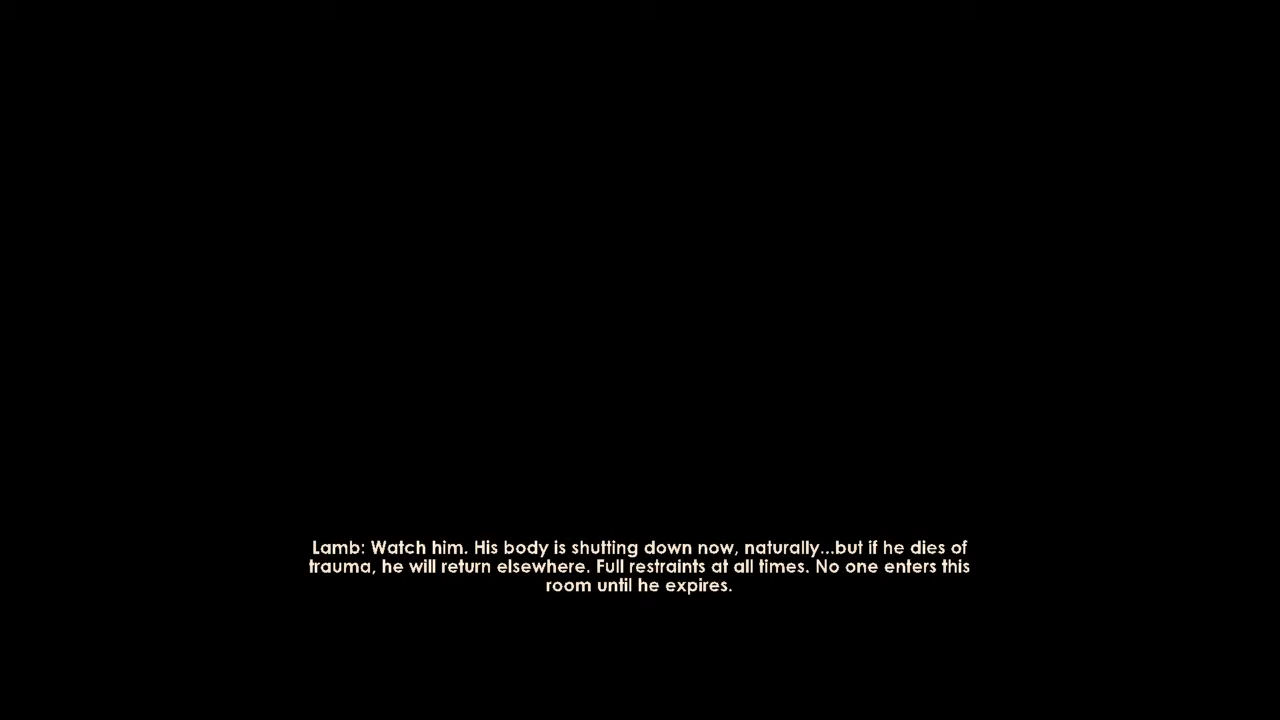 Lamb: Watch him. His body is shutting down now, naturally...but if he dies of
trauma, he will return elsewhere. Full restraints at all times. No one enters this
room until he expires.